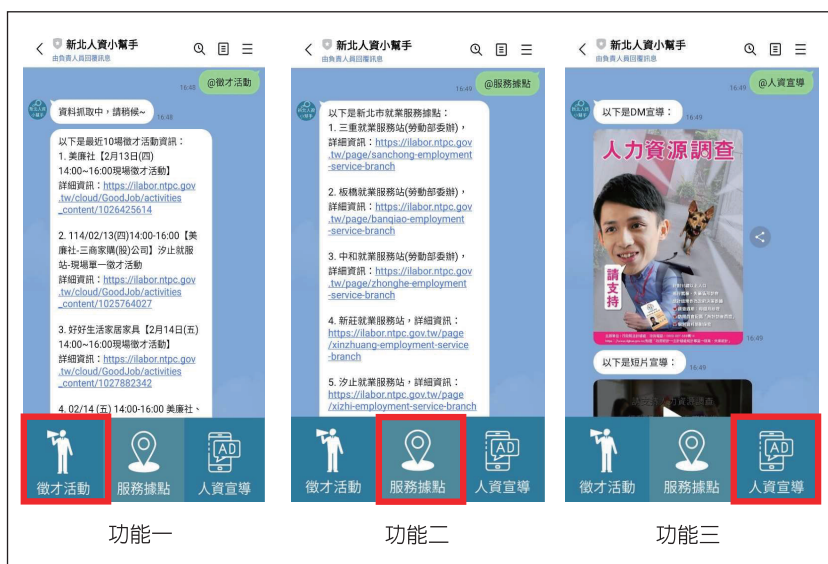 新北人資小幫手
由負責人員回覆訊息
16:48
@徵才活動
資料抓取中，請稍候~
16:48
以下是最近10場徵才活動資訊：
1. 美廉社【2月13日(四)
14:00~16:00現場徵才活動】
詳細資訊：https://ilabor.ntpc.gov
.tw/cloud/GoodJob/activities
_content/1026425614
2. 114/02/13(四)14:00-16:00【美
廉社-三商家購(股)公司】汐止就服
站-現場單一徵才活動
詳細資訊：https://ilabor.ntpc.gov
.tw/cloud/GoodJob/activities
_content/1025764027
3. 好好生活家居家具【2月14日(五)
14:00~16:00現場徵才活動】
詳細資訊：https://ilabor.ntpc.gov
.tw/cloud/GoodJob/activities
_content/1027882342
4. 02/14 (五) 14:00-16:00 美廉社、
徵才活動
服務據點
AD
人資宣導
功能一
新北人資小幫手
由負責人員回覆訊息
16:49
@服務據點
以下是新北市就業服務據點：
1. 三重就業服務站(勞動部委辦)，
詳細資訊：https://ilabor.ntpc.gov
.tw/page/sanchong-employment
-service-branch
2. 板橋就業服務站(勞動部委辦)，
詳細資訊：https://ilabor.ntpc.gov
.tw/page/banqiao-employment
-service-branch
3. 中和就業服務站(勞動部委辦)，
詳細資訊：https://ilabor.ntpc.gov
.tw/page/zhonghe-employment
-service-branch
4. 新莊就業服務站，詳細資訊：
https://ilabor.ntpc.gov.tw/page
/xinzhuang-employment-service
-branch
5. 汐止就業服務站，詳細資訊：
https://ilabor.ntpc.gov.tw/page
/xizhi-employment-service-branch
徵才活動
服務據點
AD
人資宣導
功能二
新北人資小幫手
由負責人員回覆訊息
16:49
@人資宣導
以下是DM宣導：
16:49
人力資源調查
請支持
16:49
以下是短片宣導：
16:49
徵才活動
服務據點
AD
人資宣導
功能三